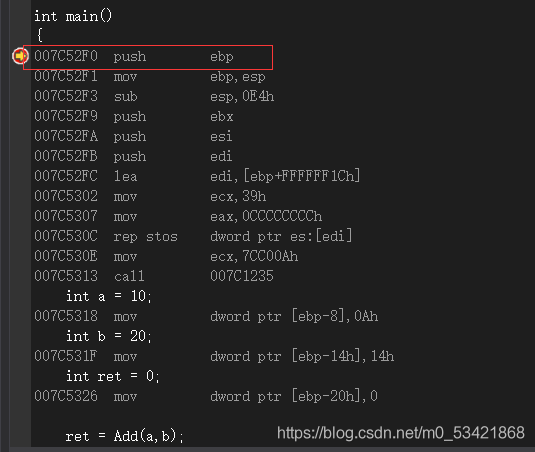 int main()
{
007C52F0 push ebp
007C52F1 mov ebp,esp
007C52F3 sub esp,0E4h
007C52F9 push ebx
007C52FA push esi
007C52FB push edi
007C52FC lea edi,[ebp+FFFFFF1Ch]
007C5302 mov ecx,39h
007C5307 mov eax,0CCCCCCCCh
007C530C rep stos dword ptr es:[edi]
007C530E mov ecx,7CC00Ah
007C5313 call 007C1235
int a = 10;
007C5318 mov dword ptr [ebp-8],0Ah
int b = 20;
007C531F mov dword ptr [ebp-14h],14h
int ret = 0;
007C5326 mov dword ptr [ebp-20h],0
ret = Add(a,b);
https://blog.csdn.net/m0_53421868